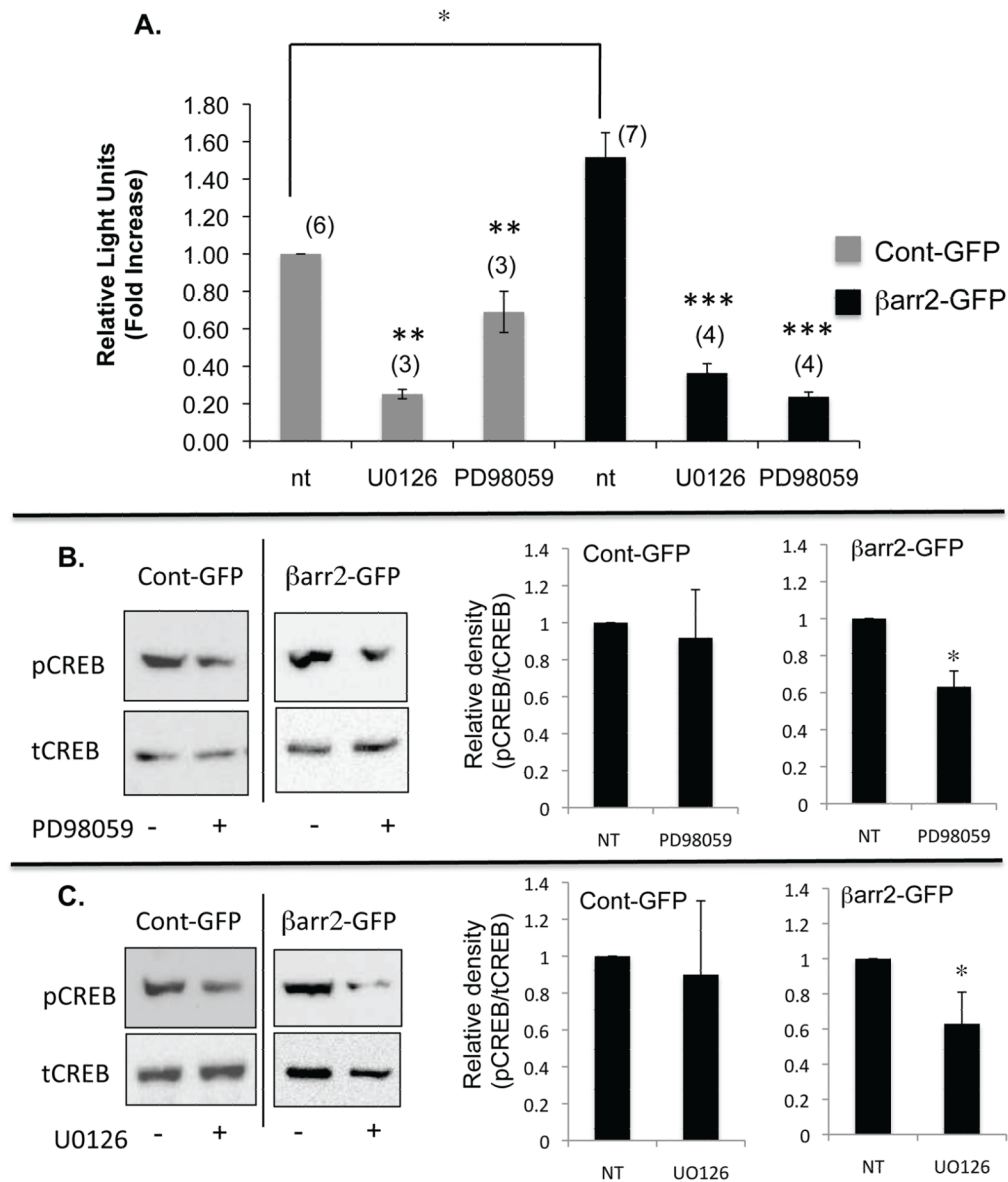 A.
*
Relative Light Units
(Fold Increase)
1.80
1.60
1.40
1.20
1.00
0.80
0.60
0.40
0.20
0.00
(6)
**
(3)
**
(3)
(7)
***
(4)
***
(4)
Cont-GFP
βarr2-GFP
nt U0126 PD98059 nt U0126 PD98059
B.
Cont-GFP βarr2-GFP
pCREB
tCREB
PD98059 - + - +
Relative density
(pCREB/tCREB)
Cont-GFP
1.4
1.2
1
0.8
0.6
0.4
0.2
0
NT PD98059
βarr2-GFP
1.4
1.2
1
0.8
0.6
0.4
0.2
0
*
NT PD98059
C.
Cont-GFP βarr2-GFP
pCREB
tCREB
U0126 - + - +
Relative density
(pCREB/tCREB)
Cont-GFP
1.4
1.2
1
0.8
0.6
0.4
0.2
0
NT UO126
βarr2-GFP
1.4
1.2
1
0.8
0.6
0.4
0.2
0
*
NT UO126